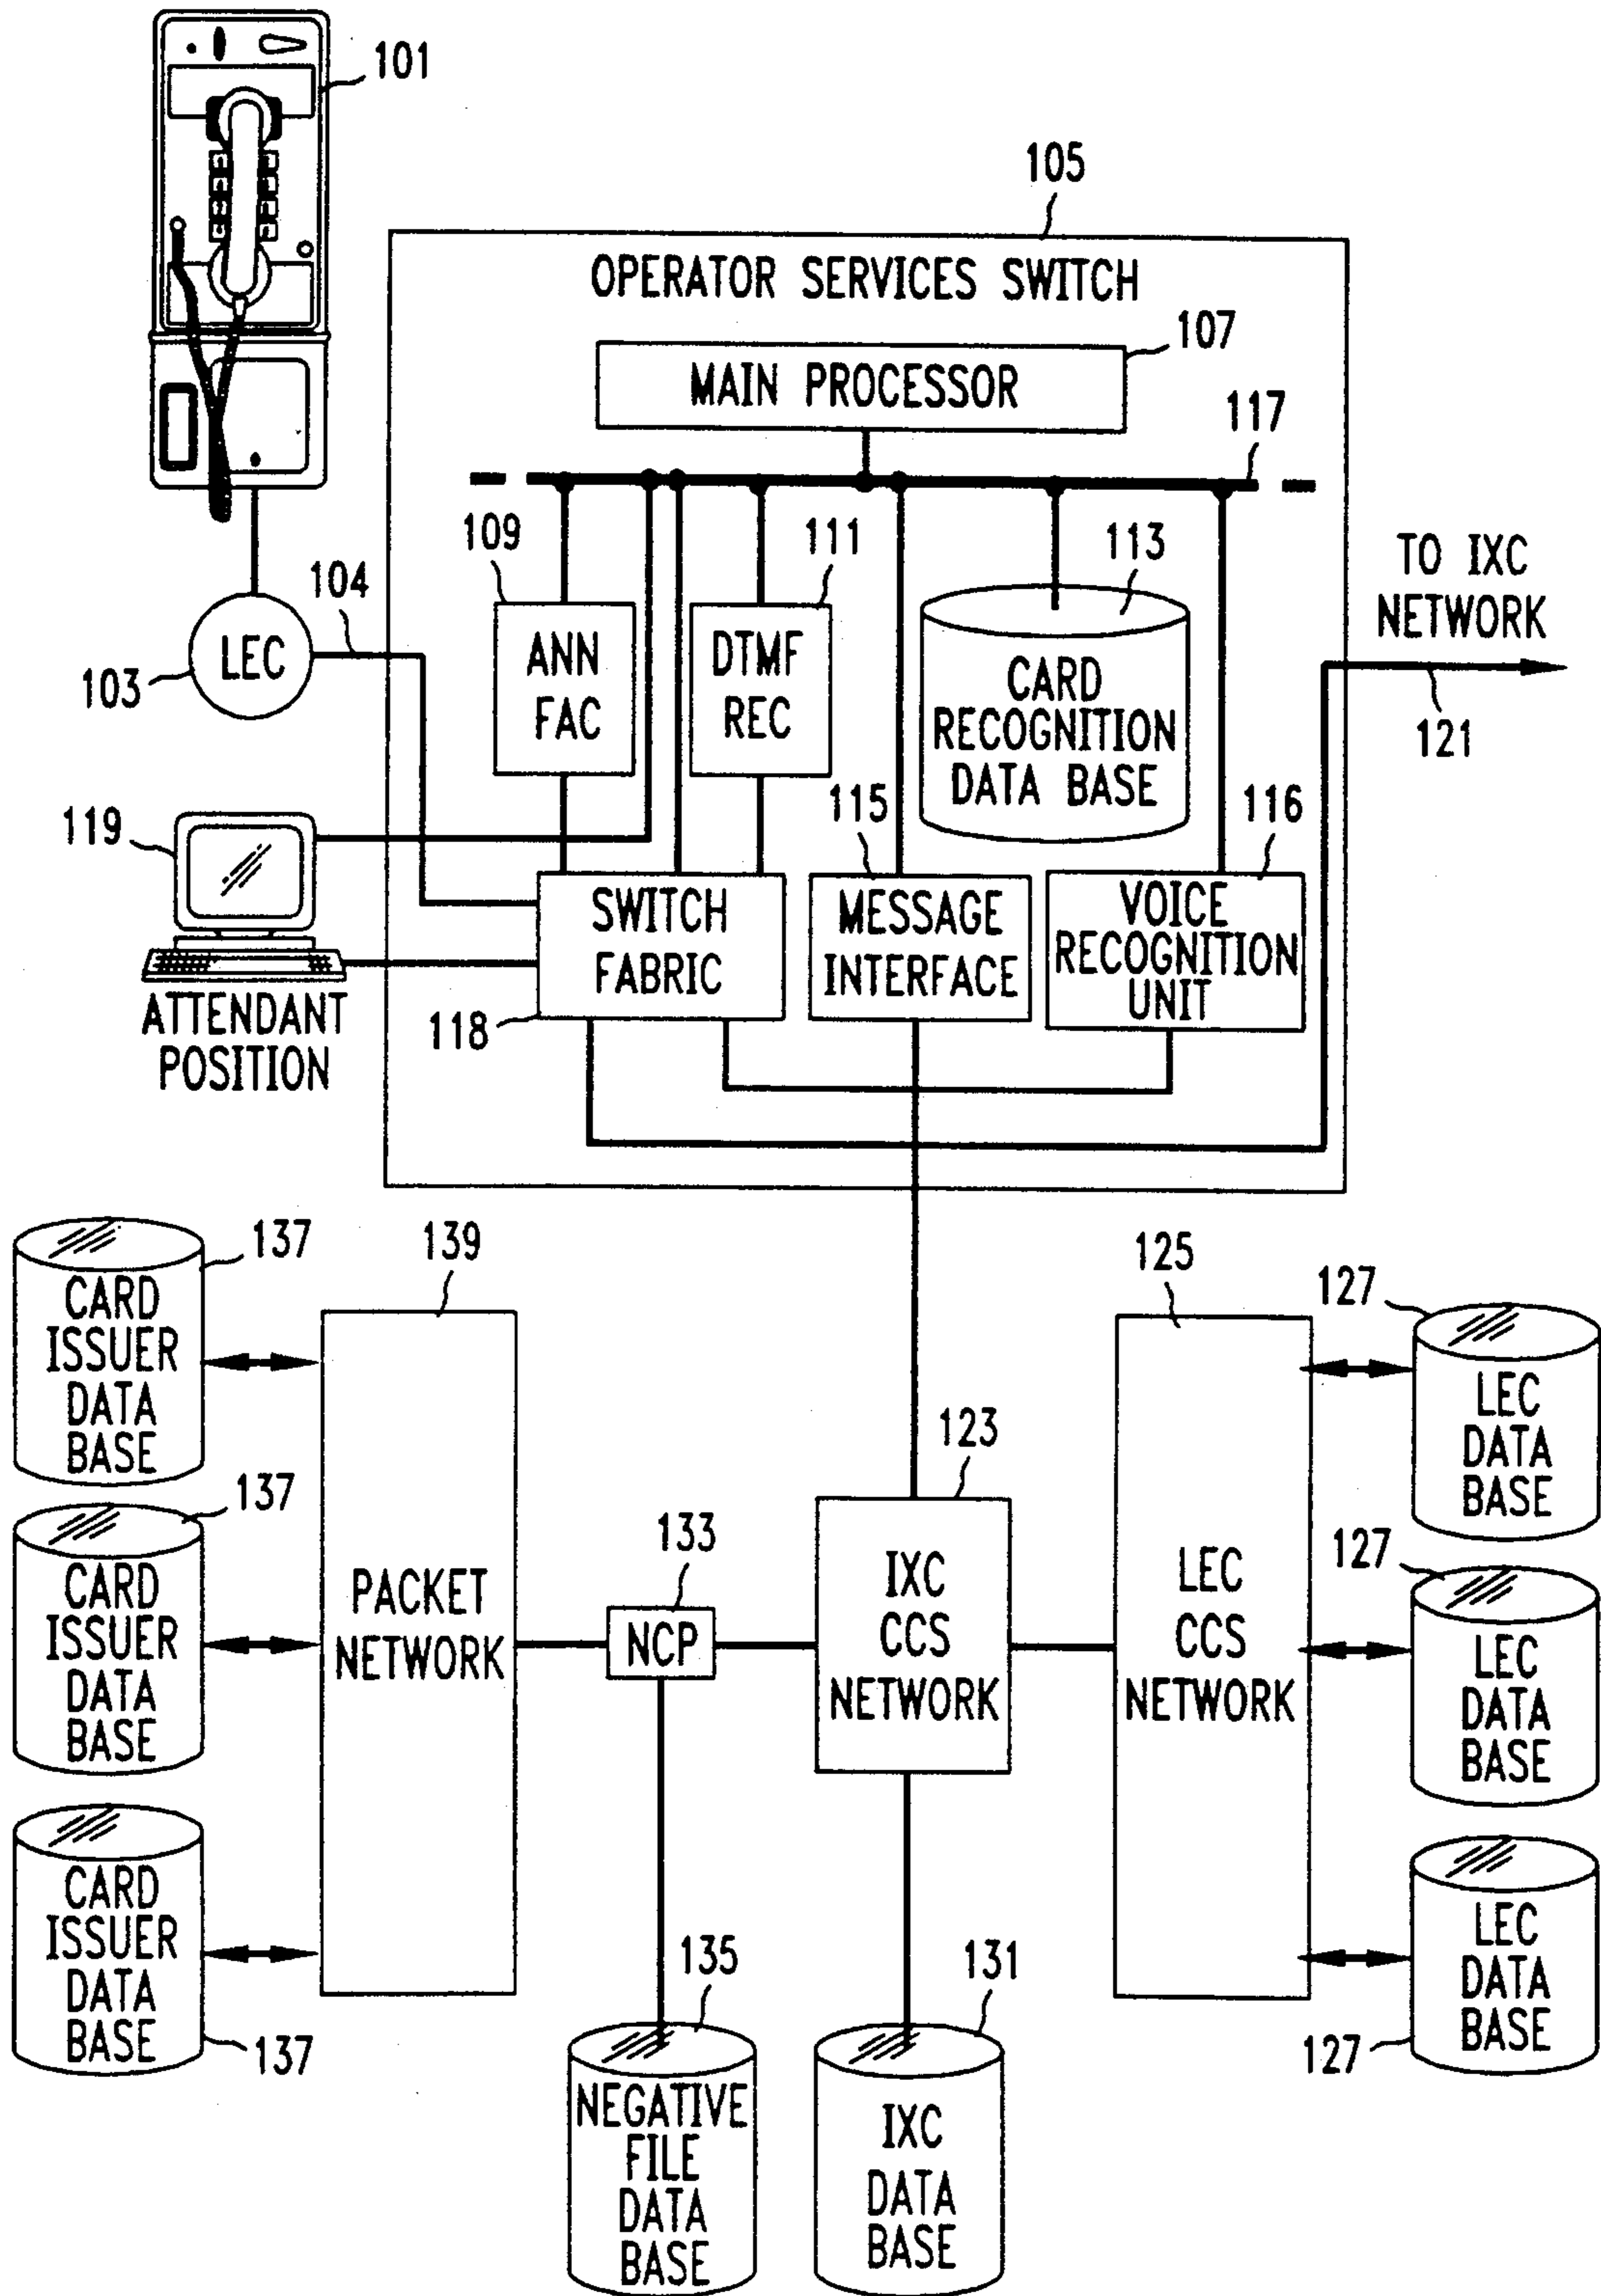 101
105
OPERATOR SERVICES SWITCH
107
MAIN PROCESSOR
117
109
111
113
TO IXC
NETWORK
104
LEC
103
ANN
FAC
DTMF
REC
CARD
RECOGNITION
DATA BASE
121
119
115
116
SWITCH
FABRIC
MESSAGE
INTERFACE
VOICE
RECOGNITION
UNIT
ATTENDANT
POSITION
118
137
CARD
ISSUER
DATA
BASE
139
125
127
LEC
DATA
BASE
137
CARD
ISSUER
DATA
BASE
PACKET
NETWORK
133
NCP
123
IXC
CCS
NETWORK
LEC
CCS
NETWORK
127
LEC
DATA
BASE
CARD
ISSUER
DATA
BASE
137
135
NEGATIVE
FILE
DATA
BASE
131
IXC
DATA
BASE
LEC
DATA
BASE
127